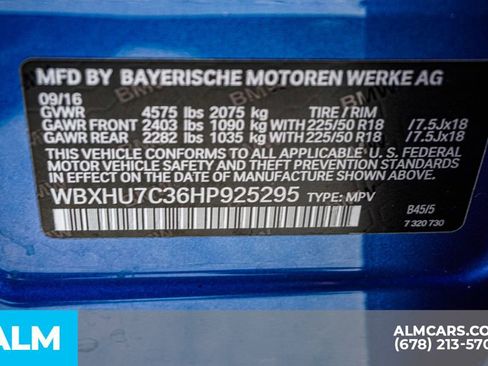 MFD BY BAYERISCHE MOTOREN WERKE AG
09/16
GVWR 4575 lbs 2075 kg TIRE / RIM
GAWR FRONT 2403 lbs 1090 kg WITH 225/50 R18 /7.5Jx18
GAWR REAR 2282 lbs 1035 kg WITH 225/50 R18 /7.5Jx18
THIS VEHICLE CONFORMS TO ALL APPLICABLE U. S. FEDERAL
MOTOR VEHICLE SAFETY AND THEFT PREVENTION STANDARDS
IN EFFECT ON THE DATE OF MANUFACTURE SHOWN ABOVE.
WBXHU7C36HP925295 TYPE: MPV
B45/5
7 320 730
ALM
ALMCARS.CO
(678) 213-570